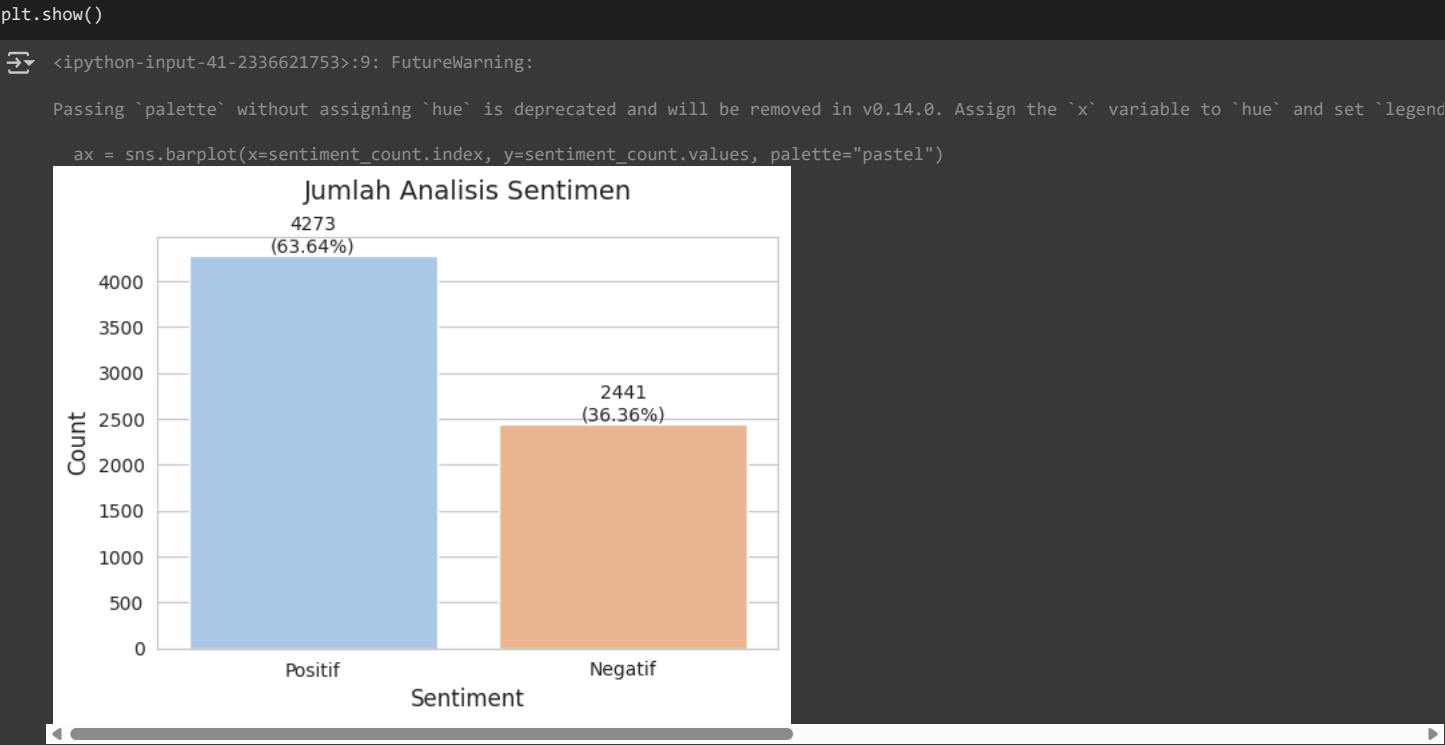 plt.show()
<ipython-input-41-2336621753>:9: FutureWarning:
Passing `palette` without assigning `hue` is deprecated and will be removed in v0.14.0. Assign the `x` variable to `hue` and set `legend
ax = sns.barplot(x=sentiment_count.index, y=sentiment_count.values, palette="pastel")
Jumlah Analisis Sentimen
4273
(63.64%)
4000
3500
3000
2441
(36.36%)
2500
2000
1500
1000
500
0
Count
Positif Negatif
Sentiment